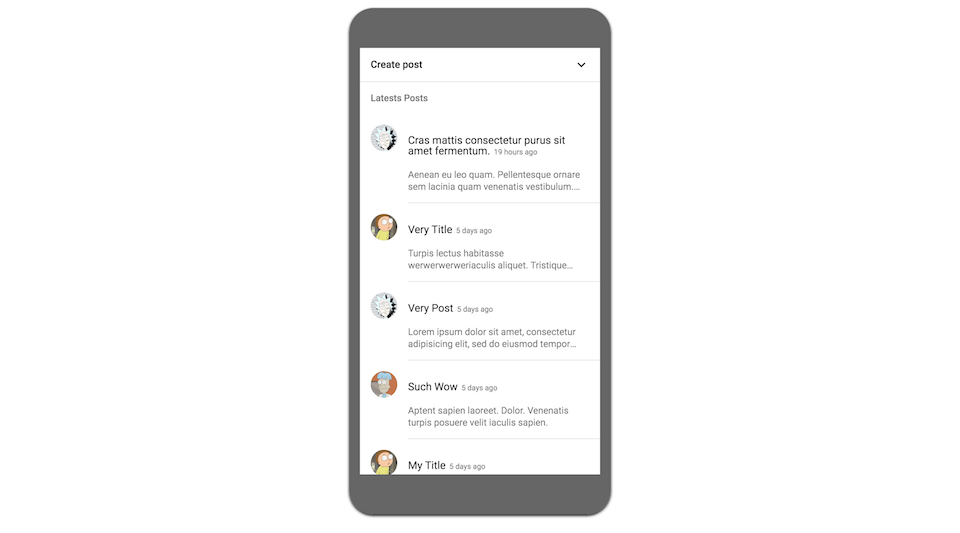 Create post
Latests Posts
Cras mattis consectetur purus sit
amet fermentum. 19 hours ago
Aenean eu leo quam. Pellentesque ornare
sem lacinia quam venenatis vestibulum....
Very Title 5 days ago
Turpis lectus habitasse
werwerwerweriaculis aliquet. Tristique...
Very Post 5 days ago
Lorem ipsum dolor sit amet, consectetur
adipisicing elit, sed do eiusmod tempor...
Such Wow 5 days ago
Aptent sapien laoreet. Dolor. Venenatis
turpis posuere velit iaculis sapien.
My Title 5 days ago